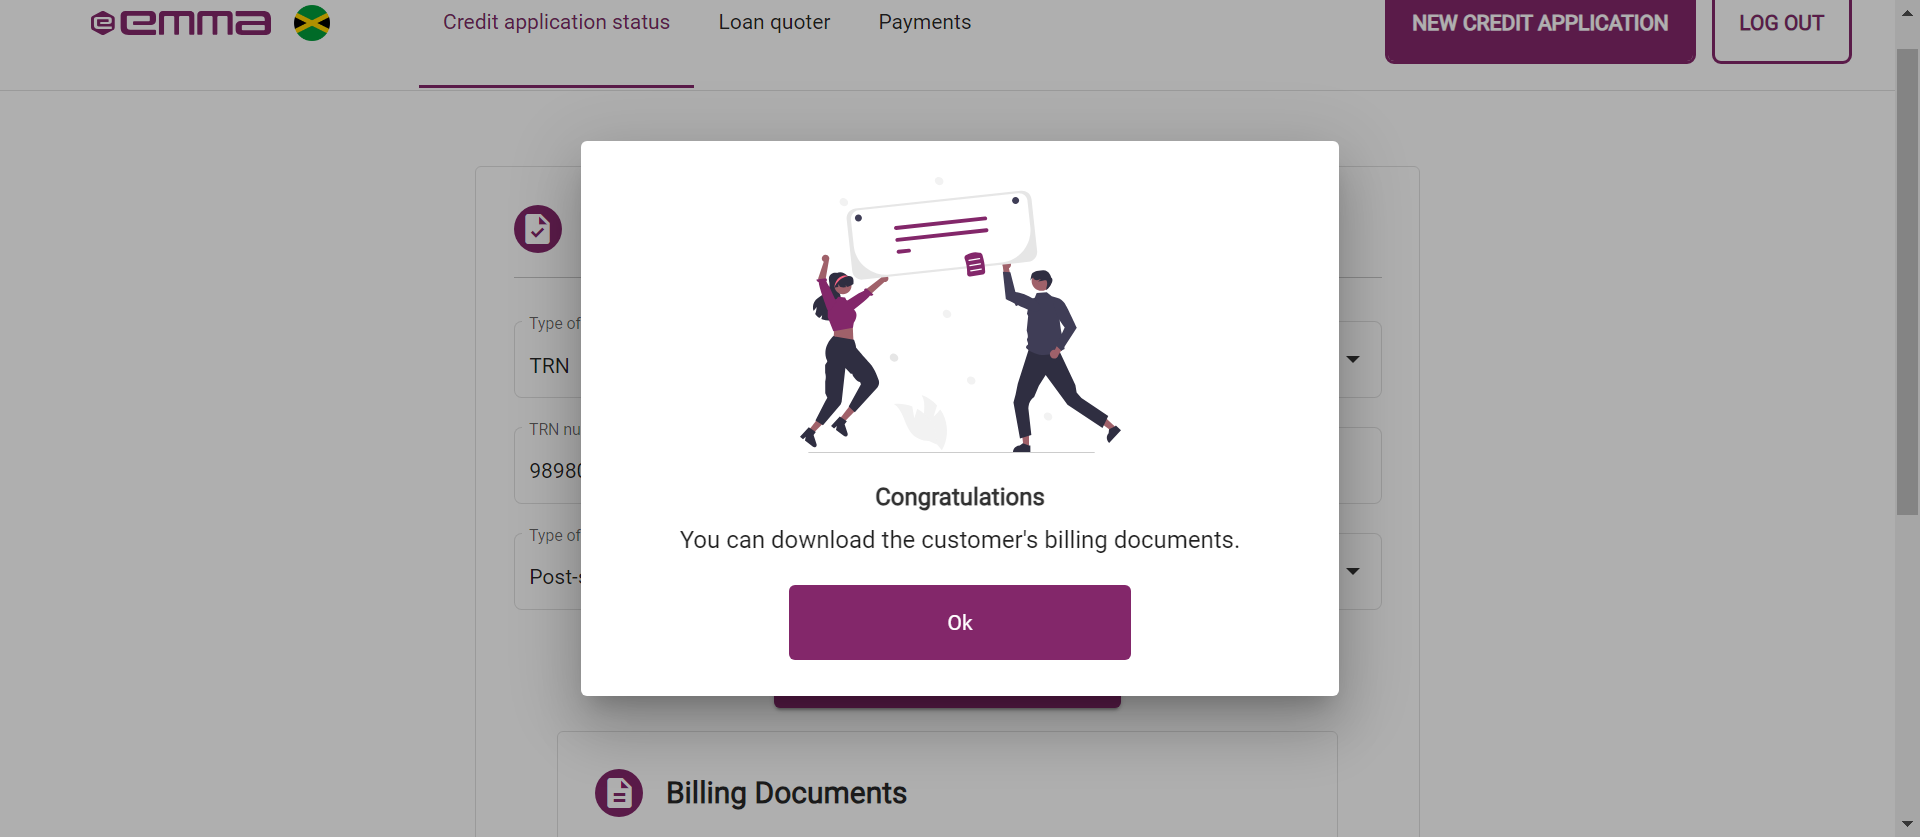 emma
Credit application status
Loan quoter
Payments
NEW CREDIT APPLICATION
LOG OUT
Type of
TRN
TRN nu
9898
Type of
Post-
Congratulations
You can download the customer's billing documents.
Ok
Billing Documents